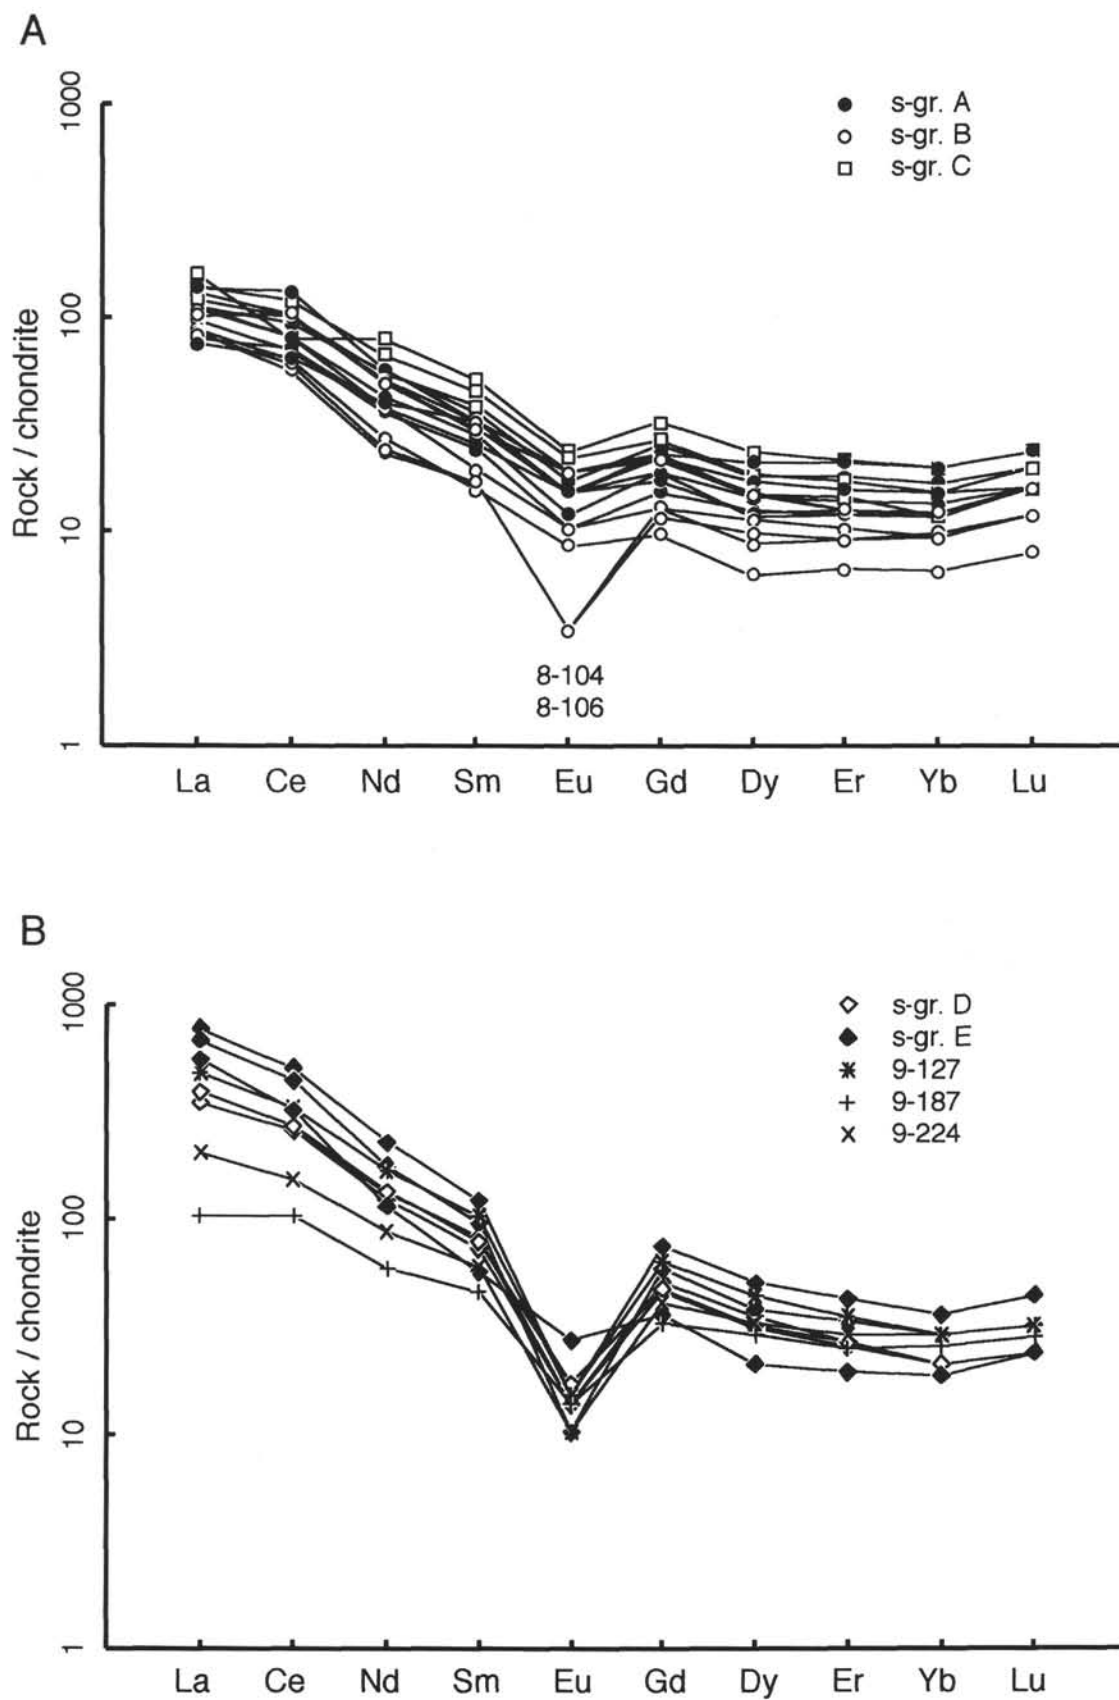 A
1000
100
10
1
Rock / chondrite
s-gr. A
s-gr. B
s-gr. C
8-104
8-106
La Ce Nd Sm Eu Gd Dy Er Yb Lu
B
1000
100
10
1
Rock / chondrite
s-gr. D
s-gr. E
9-127
9-187
9-224
La Ce Nd Sm Eu Gd Dy Er Yb Lu